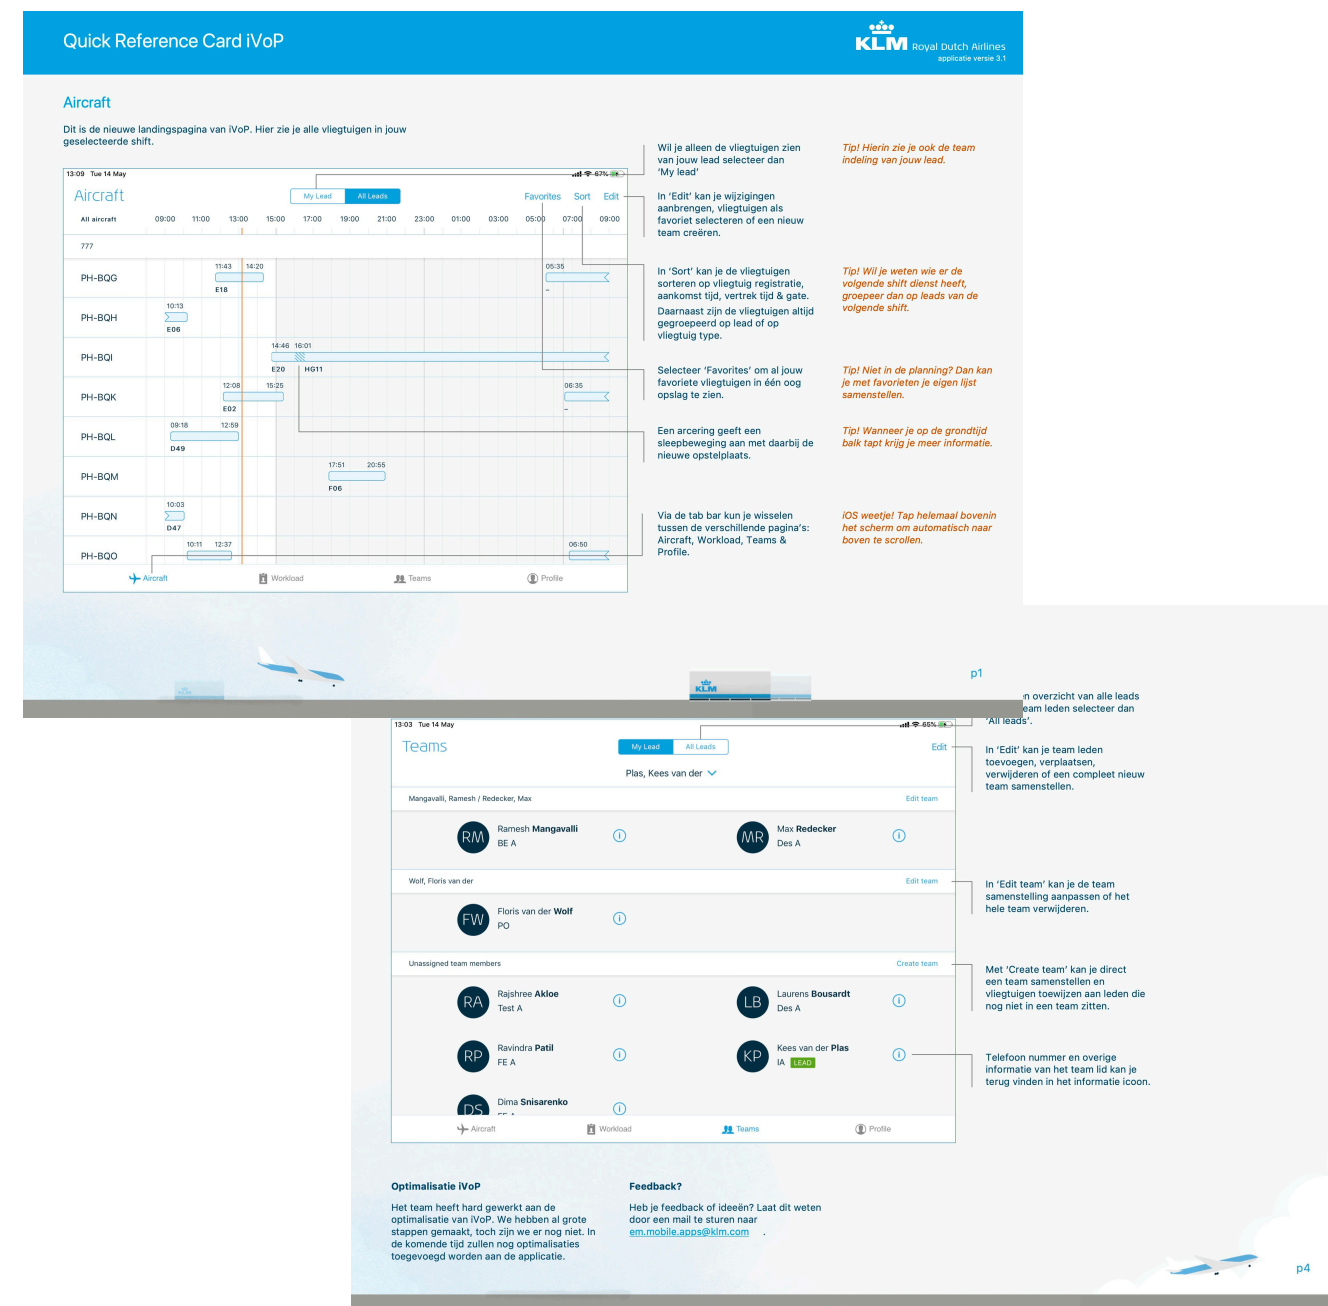 Quick Reference Card iVoP
KLM Royal Dutch Airlines
applicatie versie 3.1
Aircraft
Dit is de nieuwe landingspagina van iVoP. Hier zie je alle vliegtuigen in jouw
geselecteerde shift.
13:09 Tue 14 May
67%
Aircraft
My Lead
All Leads
Favorites
Sort
Edit
All aircraft 09:00 11:00 13:00 15:00 17:00 19:00 21:00 23:00 01:00 03:00 05:00 07:00 09:00
777
11:43 14:20 05:35
PH-BQG
E18 –
10:13
PH-BQH
E06
14:46 16:01
PH-BQI
E20 HG11
12:08 15:25 06:35
PH-BQK
E02 –
09:18 12:59
PH-BQL
D49
17:51 20:55
PH-BQM
F06
10:03
PH-BQN
D47
10:11 12:37 06:50
PH-BQO
Aircraft
Workload
Teams
Profile
Wil je alleen de vliegtuigen zien
van jouw lead selecteer dan
‘My lead’
Tip! Hierin zie je ook de team
indeling van jouw lead.
In ‘Edit’ kan je wijzigingen
aanbrengen, vliegtuigen als
favoriet selecteren of een nieuw
team creëren.
In ‘Sort’ kan je de vliegtuigen
sorteren op vliegtuig registratie,
aankomst tijd, vertrek tijd & gate.
Daarnaast zijn de vliegtuigen altijd
gegroepeerd op lead of op
vliegtuig type.
Tip! Wil je weten wie er de
volgende shift dienst heeft,
groepeer dan op leads van de
volgende shift.
Selecteer ‘Favorites’ om al jouw
favoriete vliegtuigen in één oog
opslag te zien.
Tip! Niet in de planning? Dan kan
je met favorieten je eigen lijst
samenstellen.
Een arcering geeft een
sleepbeweging aan met daarbij de
nieuwe opstelplaats.
Tip! Wanneer je op de grondtijd
balk tapt krijg je meer informatie.
Via de tab bar kun je wisselen
tussen de verschillende pagina’s:
Aircraft, Workload, Teams &
Profile.
iOS weetje! Tap helemaal bovenin
het scherm om automatisch naar
boven te scrollen.
KLM
KLM
p1
en overzicht van alle leads
eam leden selecteer dan
‘All leads’.
13:03 Tue 14 May
65%
Teams
My Lead
All Leads
Edit
Plas, Kees van der
Mangavalli, Ramesh / Redecker, Max
Edit team
RM
Ramesh Mangavalli
BE A
MR
Max Redecker
Des A
Wolf, Floris van der
Edit team
FW
Floris van der Wolf
PO
Unassigned team members
Create team
RA
Rajshree Akloe
Test A
LB
Laurens Bousardt
Des A
RP
Ravindra Patil
FE A
KP
Kees van der Plas
IA LEAD
DS
Dima Snisarenko
Aircraft
Workload
Teams
Profile
In ‘Edit’ kan je team leden
toevoegen, verplaatsen,
verwijderen of een compleet nieuw
team samenstellen.
In ‘Edit team’ kan je de team
samenstelling aanpassen of het
hele team verwijderen.
Met ‘Create team’ kan je direct
een team samenstellen en
vliegtuigen toewijzen aan leden die
nog niet in een team zitten.
Telefoon nummer en overige
informatie van het team lid kan je
terug vinden in het informatie icoon.
Optimalisatie iVoP
Het team heeft hard gewerkt aan de
optimalisatie van iVoP. We hebben al grote
stappen gemaakt, toch zijn we er nog niet. In
de komende tijd zullen nog optimalisaties
toegevoegd worden aan de applicatie.
Feedback?
Heb je feedback of ideeën? Laat dit weten
door een mail te sturen naar
em.mobile.apps@klm.com .
p4